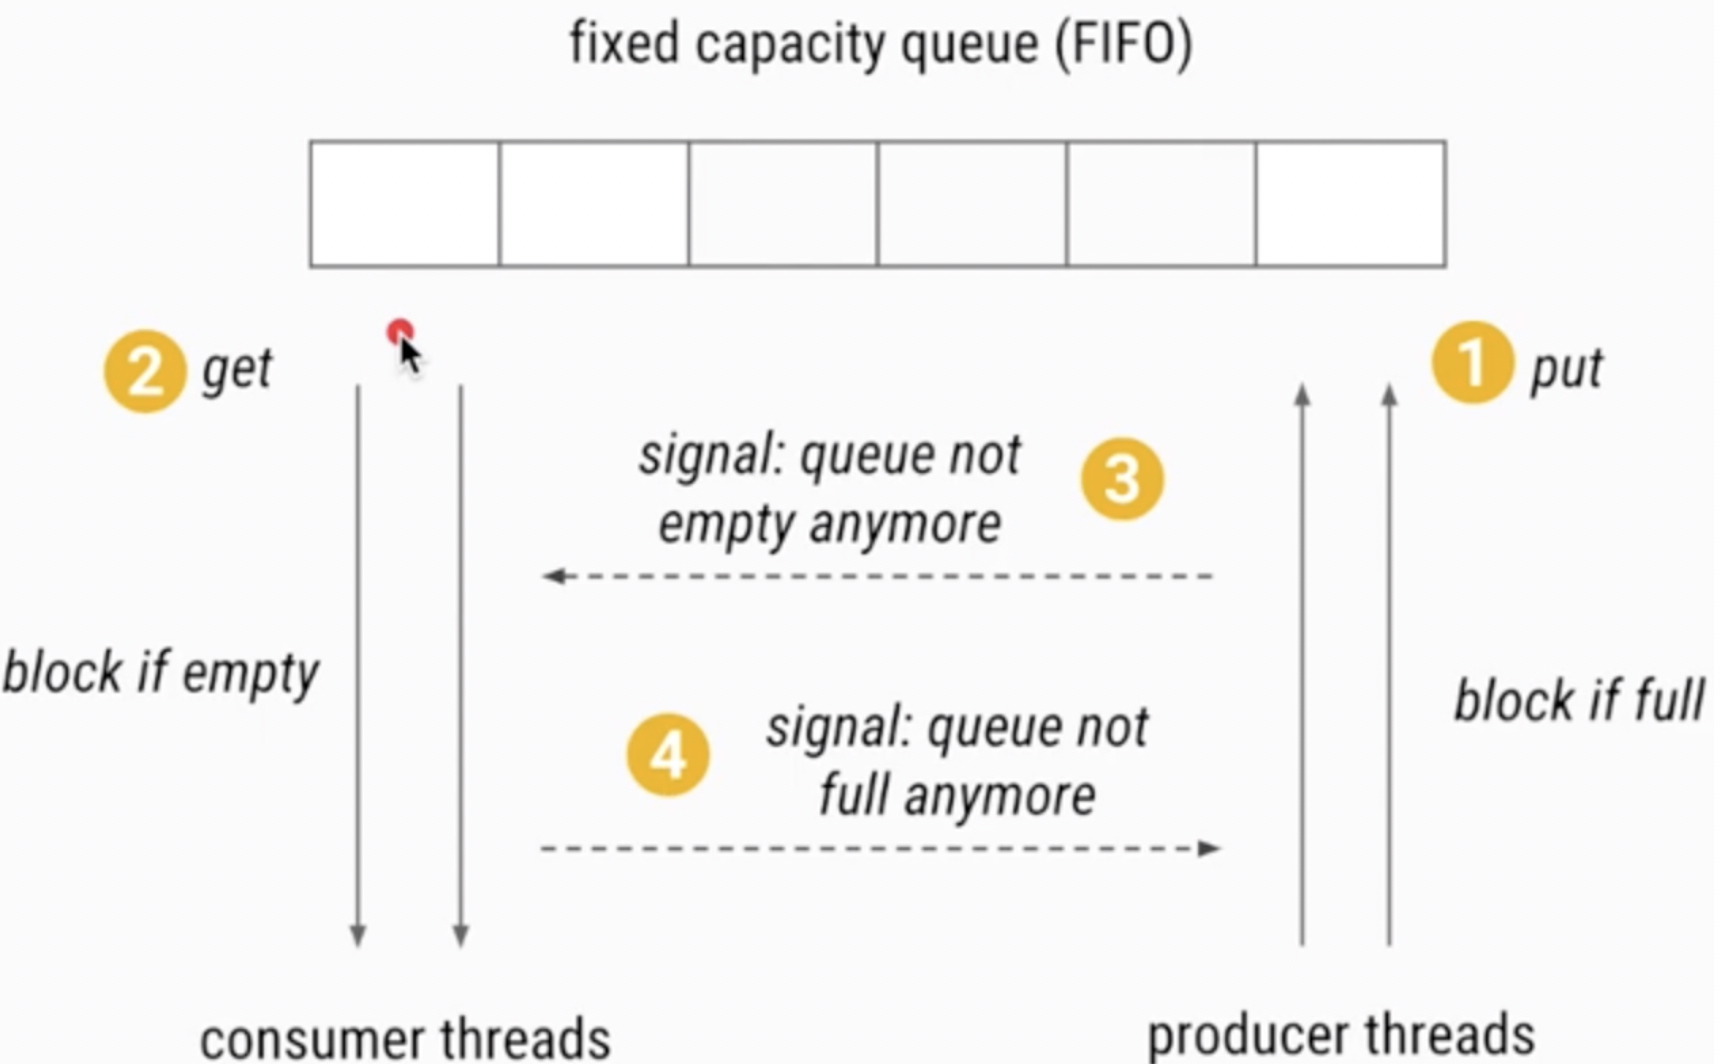 fixed capacity queue (FIFO)
2 get
1 put
signal: queue not
empty anymore
3
block if empty
block if full
4
signal: queue not
full anymore
consumer threads
producer threads